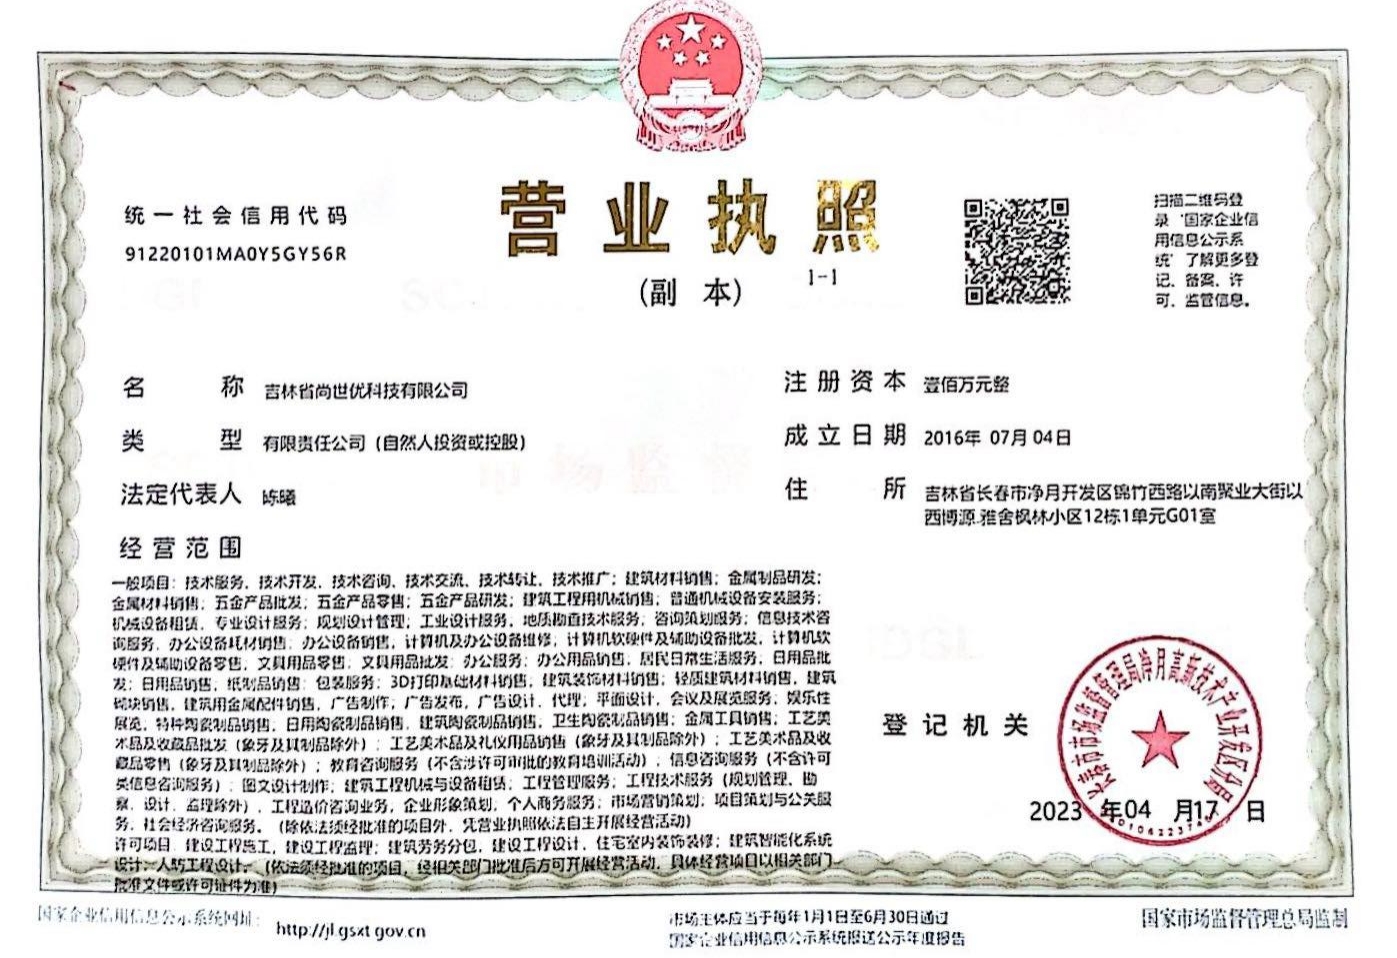 统一社会信用代码
91220101MA0Y5GY56R
营业执照
(副 本)
1-1
扫描二维码登
录“国家企业信
用信息公示系
统”了解更多登
记、备案、许
可、监管信息。
名 称 吉林省尚世优科技有限公司
类 型 有限责任公司（自然人投资或控股）
法定代表人 陈曦
注册资本 壹佰万元整
成立日期 2016年 07月 04日
住 所 吉林省长春市净月开发区锦竹西路以南聚业大街以
西博源.雅舍枫林小区12栋1单元G01室
经营范围
一般项目：技术服务、技术开发、技术咨询、技术交流、技术转让、技术推广；建筑材料销售；金属制品研发；
金属材料销售；五金产品批发；五金产品零售；五金产品研发；建筑工程用机械销售；普通机械设备安装服务；
机械设备租赁；专业设计服务；规划设计管理；工业设计服务；地质勘查技术服务；咨询策划服务；信息技术咨
询服务；办公设备耗材销售；办公设备销售；计算机及办公设备维修；计算机软硬件及辅助设备批发；计算机软
硬件及辅助设备零售；文具用品零售；文具用品批发；办公服务；办公用品销售；居民日常生活服务；日用品批
发；日用品销售；纸制品销售；包装服务；3D打印基础材料销售；建筑装饰材料销售；轻质建筑材料销售；建筑
砌块销售；建筑用金属配件销售；广告制作；广告发布；广告设计、代理；平面设计；会议及展览服务；娱乐性
展览；特种陶瓷制品销售；日用陶瓷制品销售；建筑陶瓷制品销售；卫生陶瓷制品销售；金属工具销售；工艺美
术品及收藏品批发（象牙及其制品除外）；工艺美术品及礼仪用品销售（象牙及其制品除外）；工艺美术品及收
藏品零售（象牙及其制品除外）；教育咨询服务（不含涉许可审批的教育培训活动）；信息咨询服务（不含许可
类信息咨询服务）；图文设计制作；建筑工程机械与设备租赁；工程管理服务；工程技术服务（规划管理、勘
察、设计、监理除外）；工程造价咨询业务；企业形象策划；个人商务服务；市场营销策划；项目策划与公关服
务；社会经济咨询服务。（除依法须经批准的项目外，凭营业执照依法自主开展经营活动）
许可项目：建设工程施工；建设工程监理；建筑劳务分包；建设工程设计；住宅室内装饰装修；建筑智能化系统
设计；人防工程设计。（依法须经批准的项目，经相关部门批准后方可开展经营活动，具体经营项目以相关部门
批准文件或许可证件为准）
登记机关
长春市市场监督管理局净月高新技术产业开发区分局
2023 年04 月17 日
国家企业信用信息公示系统网址：
http://jl.gsxt.gov.cn
市场主体应当于每年1月1日至6月30日通过
国家企业信用信息公示系统报送公示年度报告
国家市场监督管理总局监制